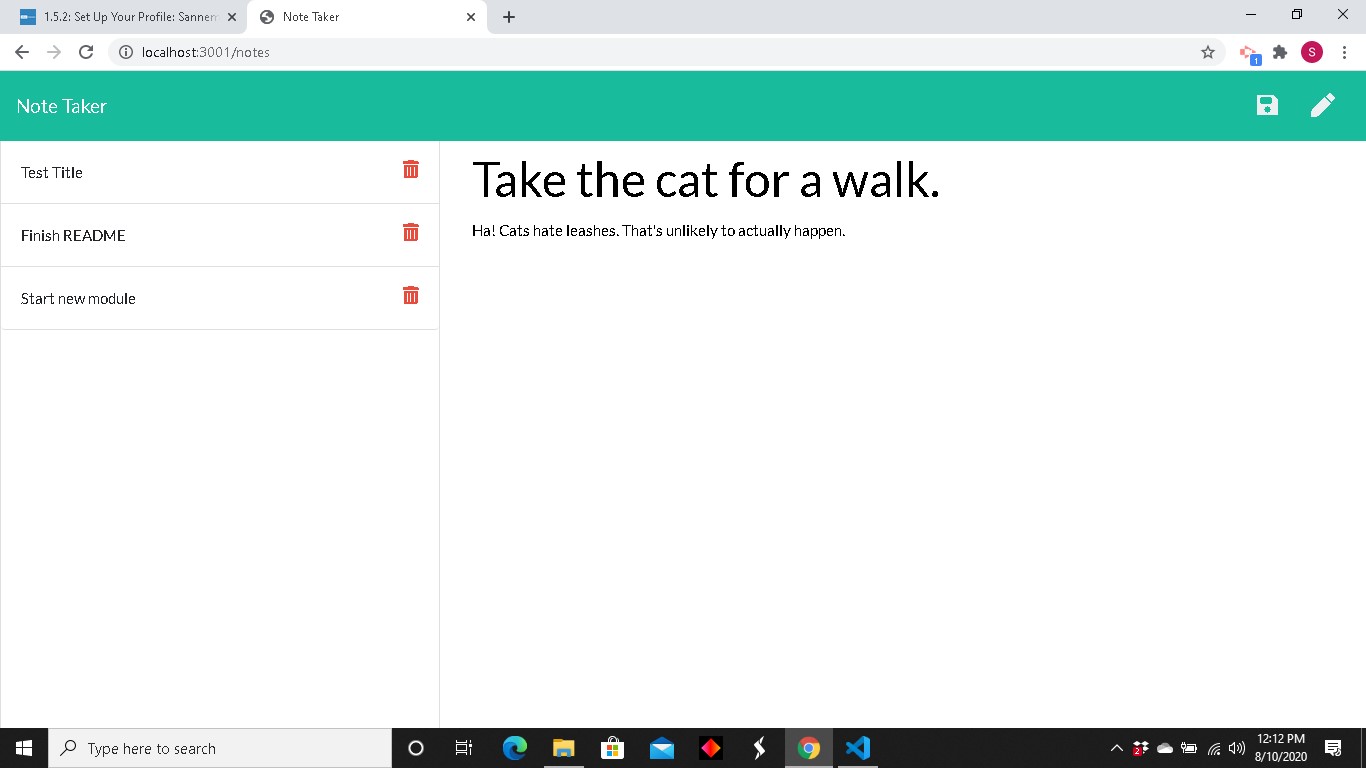 1.5.2: Set Up Your Profile: Sanner
Note Taker
localhost:3001/notes
S
1
Note Taker
Test Title
Finish README
Start new module
Take the cat for a walk.
Ha! Cats hate leashes. That's unlikely to actually happen.
Type here to search
2
12:12 PM
8/10/2020